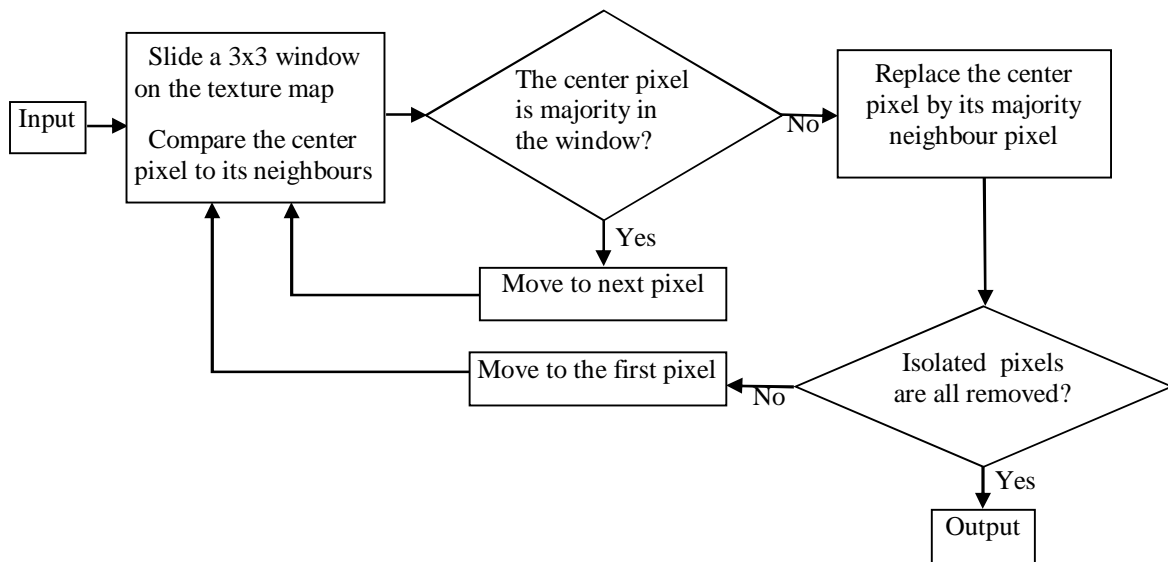 Input
Slide a 3x3 window
on the texture map
Compare the center
pixel to its neighbours
The center pixel
is majority in
the window?
No
Replace the center
pixel by its majority
neighbour pixel
Yes
Move to next pixel
Move to the first pixel
No
Isolated pixels
are all removed?
Yes
Output